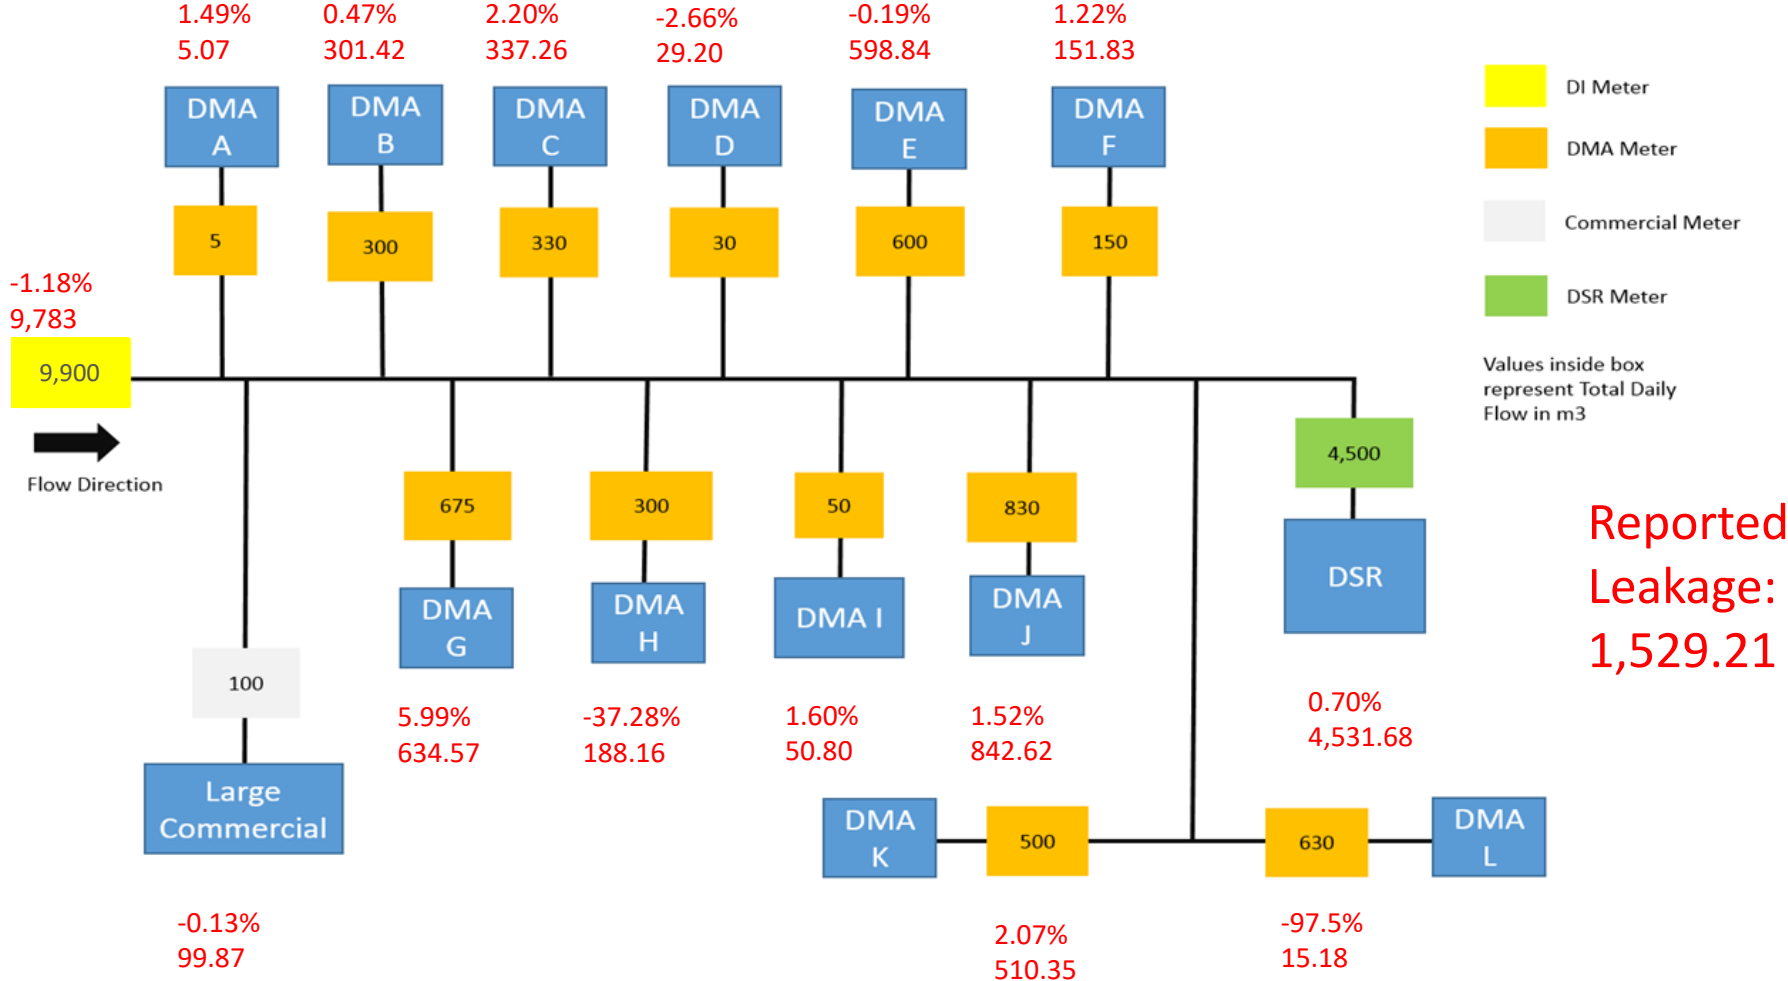 1.49%
5.07
0.47%
301.42
2.20%
337.26
-2.66%
29.20
-0.19%
598.84
1.22%
151.83
DMA
A
DMA
B
DMA
C
DMA
D
DMA
E
DMA
F
DI Meter
DMA Meter
Commercial Meter
DSR Meter
Values inside box
represent Total Daily
Flow in m3
5
300
330
30
600
150
-1.18%
9,783
9,900
Flow Direction
675
300
50
830
4,500
DMA
G
DMA
H
DMA I
DMA
J
DSR
Reported
Leakage:
1,529.21
100
5.99%
634.57
-37.28%
188.16
1.60%
50.80
1.52%
842.62
0.70%
4,531.68
Large
Commercial
DMA
K
500
630
DMA
L
-0.13%
99.87
2.07%
510.35
-97.5%
15.18